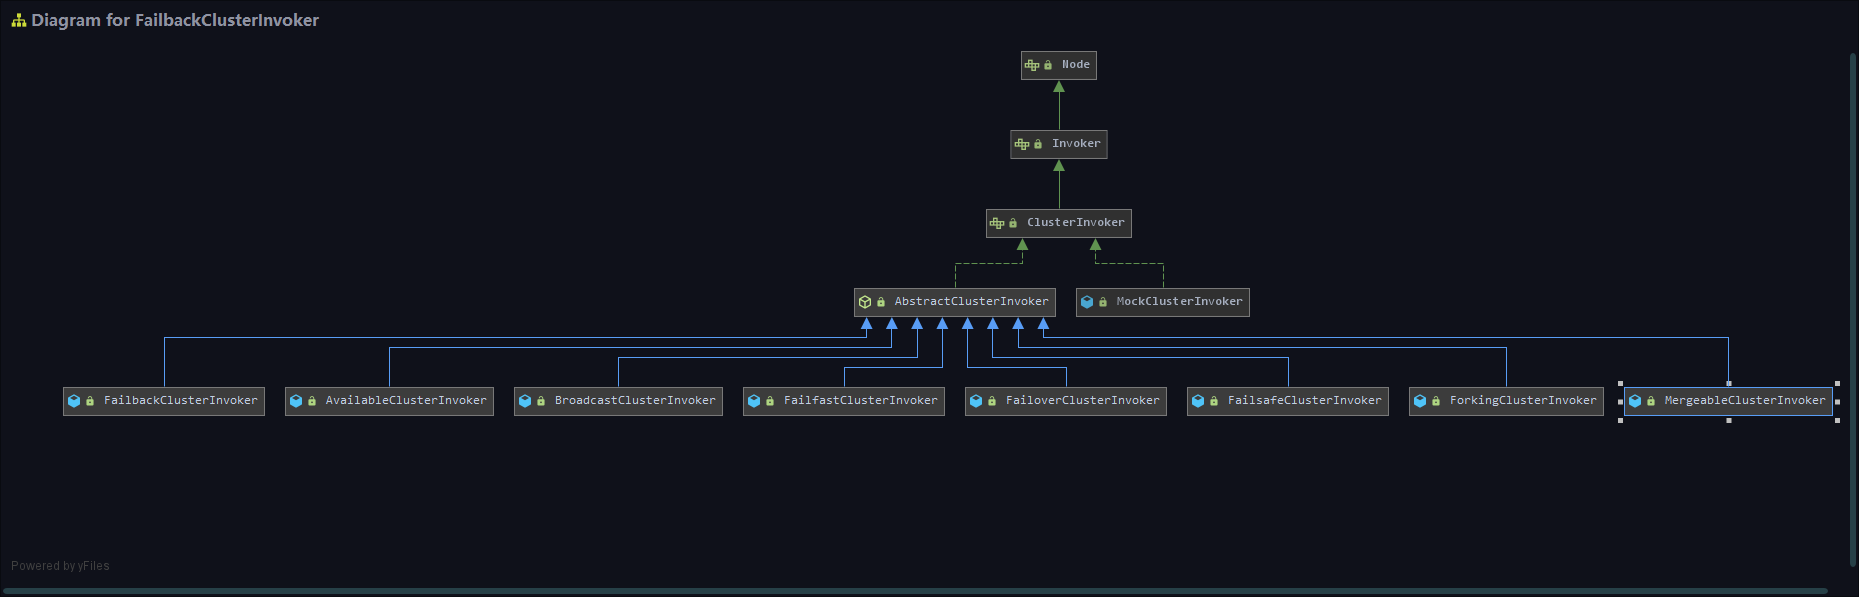 Diagram for FailbackClusterInvoker
Node
Invoker
ClusterInvoker
AbstractClusterInvoker
MockClusterInvoker
FailbackClusterInvoker
AvailableClusterInvoker
BroadcastClusterInvoker
FailfastClusterInvoker
FailoverClusterInvoker
FailsafeClusterInvoker
ForkingClusterInvoker
MergeableClusterInvoker
Powered by yFiles